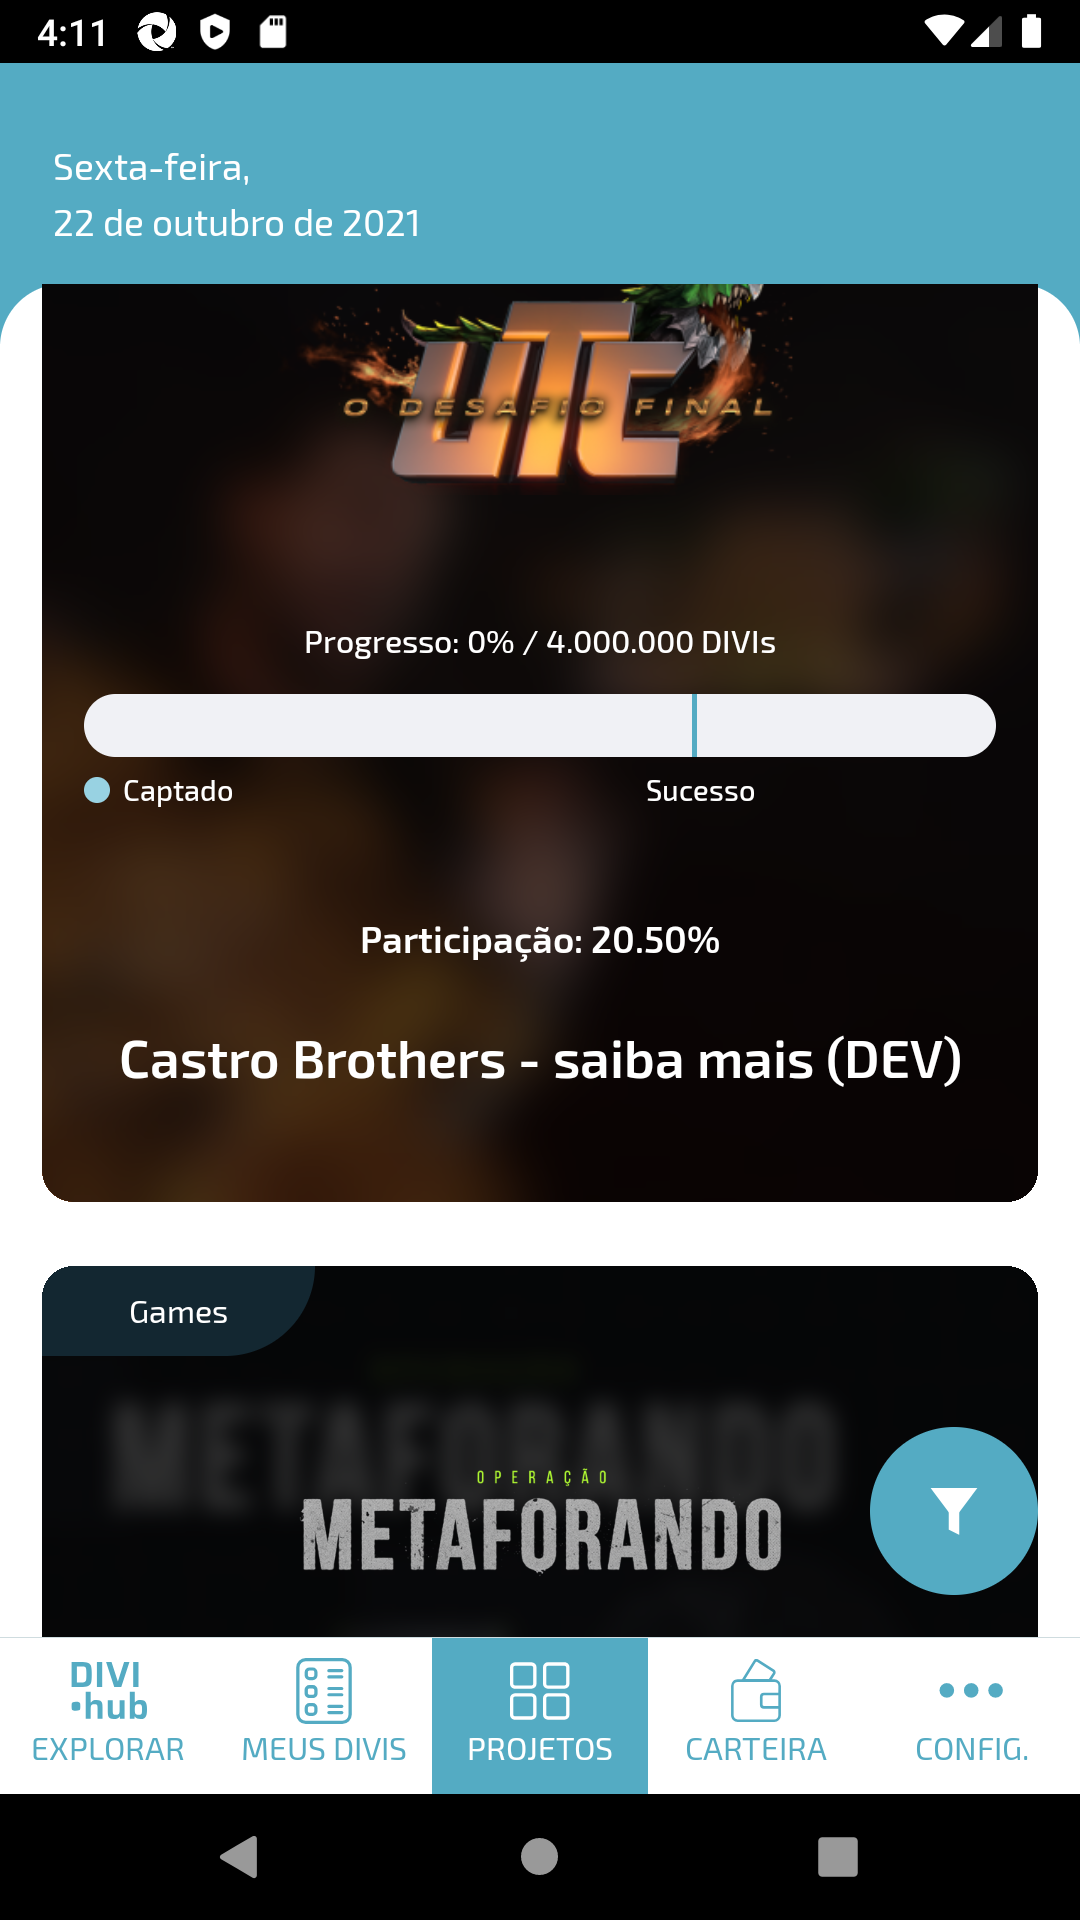 4:11
Sexta-feira,
22 de outubro de 2021
UTC
O DESAFIO FINAL
Progresso: 0% / 4.000.000 DIVIs
Captado
Sucesso
Participação: 20.50%
Castro Brothers - saiba mais (DEV)
Games
METAFORANDO
OPERAÇÃO
METAFORANDO
DIVI
hub
EXPLORAR
MEUS DIVIS
PROJETOS
CARTEIRA
CONFIG.